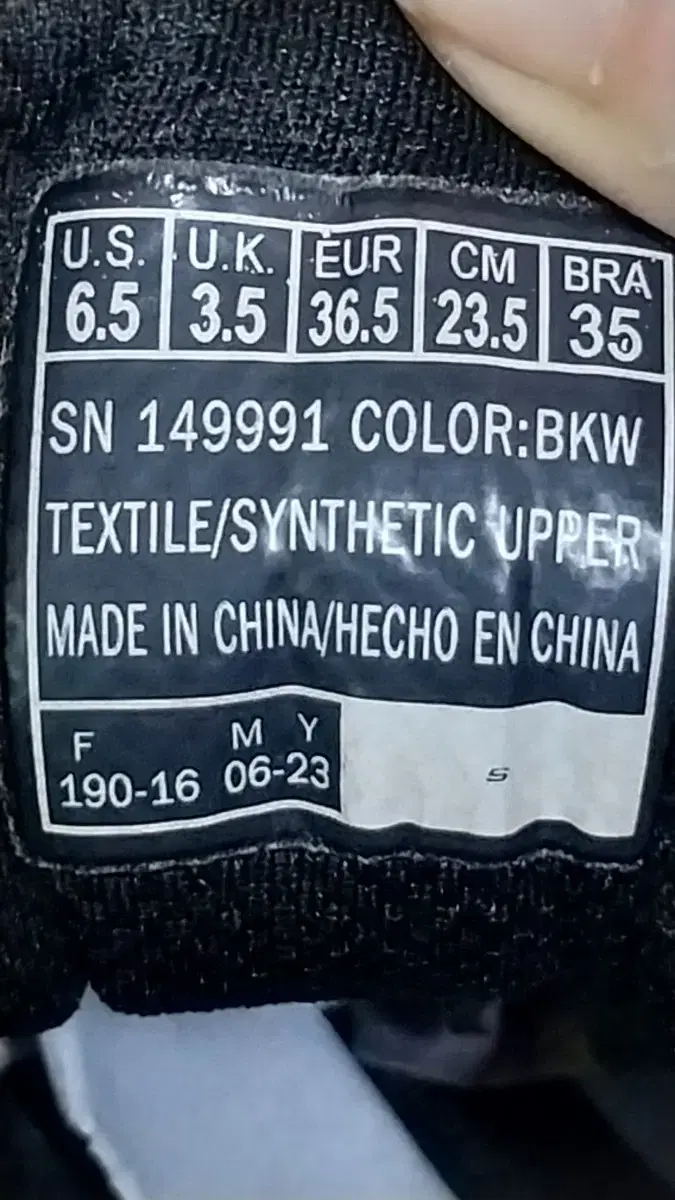 U.S. U.K. EUR CM BRA
6.5 3.5 36.5 23.5 35
SN 149991 COLOR:BKW
TEXTILE/SYNTHETIC UPPER
MADE IN CHINA/HECHO EN CHINA
F M Y
190-16 06-23
S